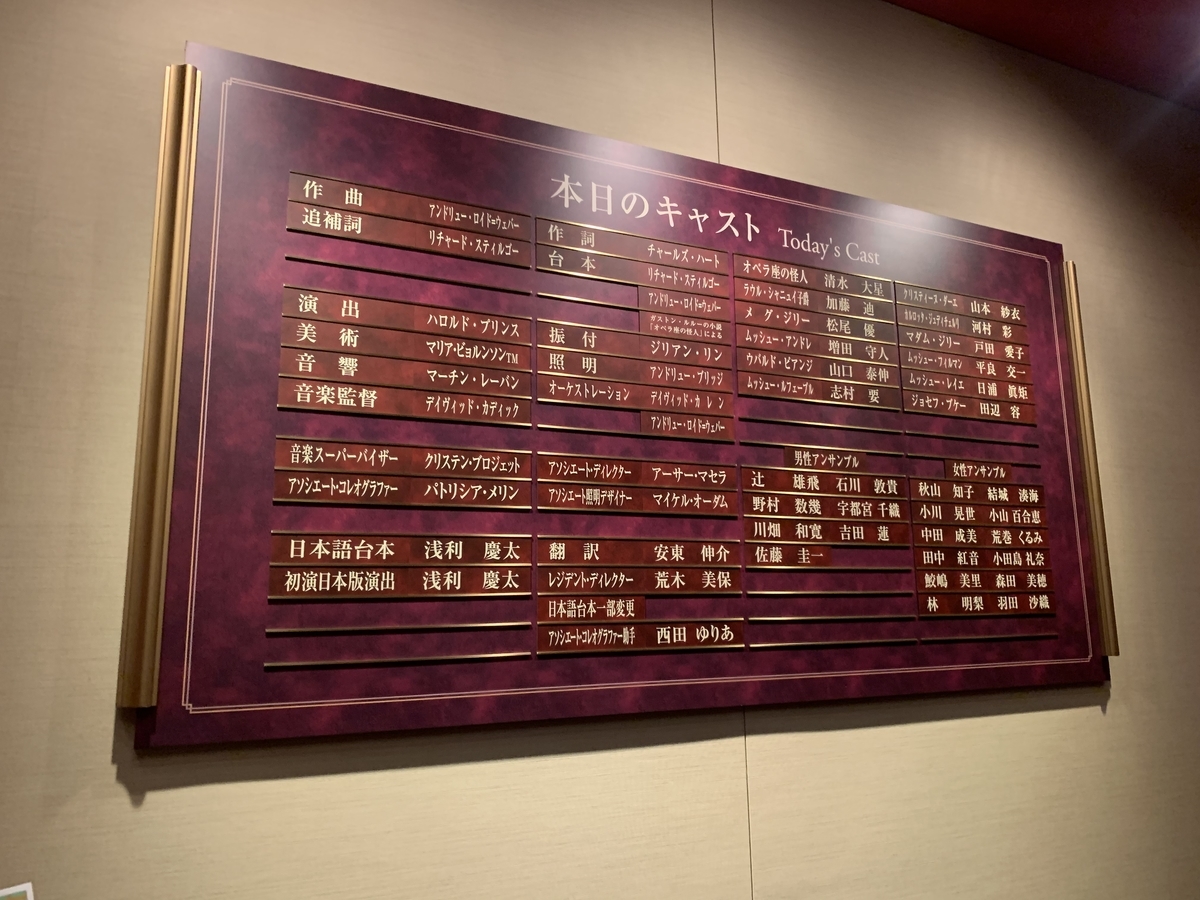 本日のキャスト Today's Cast
作曲 アンドリュー・ロイド=ウェバー
追補詞 リチャード・スティルゴー
演出 ハロルド・プリンス
美術 マリア・ビョルンソン™
音響 マーチン・レーバン
音楽監督 デイヴィッド・カディック
音楽スーパーバイザー クリステン・ブロジェット
アソシエート・コレオグラファー パトリシア・メリン
日本語台本 浅利 慶太
初演日本版演出 浅利 慶太
作詞 チャールズ・ハート
台本 リチャード・スティルゴー
アンドリュー・ロイド=ウェバー
ガストン・ルルーの小説
「オペラ座の怪人」による
振付 ジリアン・リン
照明 アンドリュー・ブリッジ
オーケストレーション デイヴィッド・カレン
アンドリュー・ロイド=ウェバー
アソシエート・ディレクター アーサー・マセラ
アソシエート照明デザイナー マイケル・オーダム
翻訳 安東 伸介
レジデント・ディレクター 荒木 美保
日本語台本一部変更
アソシエート・コレオグラファー助手 西田 ゆりあ
オペラ座の怪人 清水 大星
ラウル・シャニュイ子爵 加藤 迪
メグ・ジリー 松尾 優
ムッシュー・アンドレ 増田 守人
ウバルド・ピアンジ 山口 泰伸
ムッシュー・ルフェーブル 志村 要
クリスティーヌ・ダーエ 山本 紗衣
カルロッタ・ジュディチェルリ 河村 彩
マダム・ジリー 戸田 愛子
ムッシュー・フィルマン 平良 交一
ムッシュー・レイエ 日浦 眞矩
ジョセフ・ブケー 田辺 容
男性アンサンブル
辻 雄飛 石川 敦貴
野村 数幾 宇都宮 千織
川畑 和寛 吉田 蓮
佐藤 圭一
女性アンサンブル
秋山 知子 結城 湊海
小川 晃世 小山 百合恵
中田 成美 荒巻 くるみ
田中 紅音 小田島 礼奈
鮫嶋 美里 森田 美穂
林 明梨 羽田 沙織